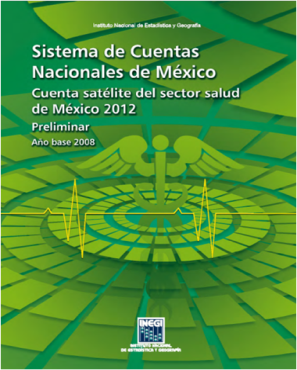 Instituto Nacional de Estadística y Geografía
Sistema de Cuentas
Nacionales de México
Cuenta satélite del sector salud
de México 2012
Preliminar
Año base 2008
INEGI
INSTITUTO NACIONAL
DE ESTADÍSTICA Y GEOGRAFÍA